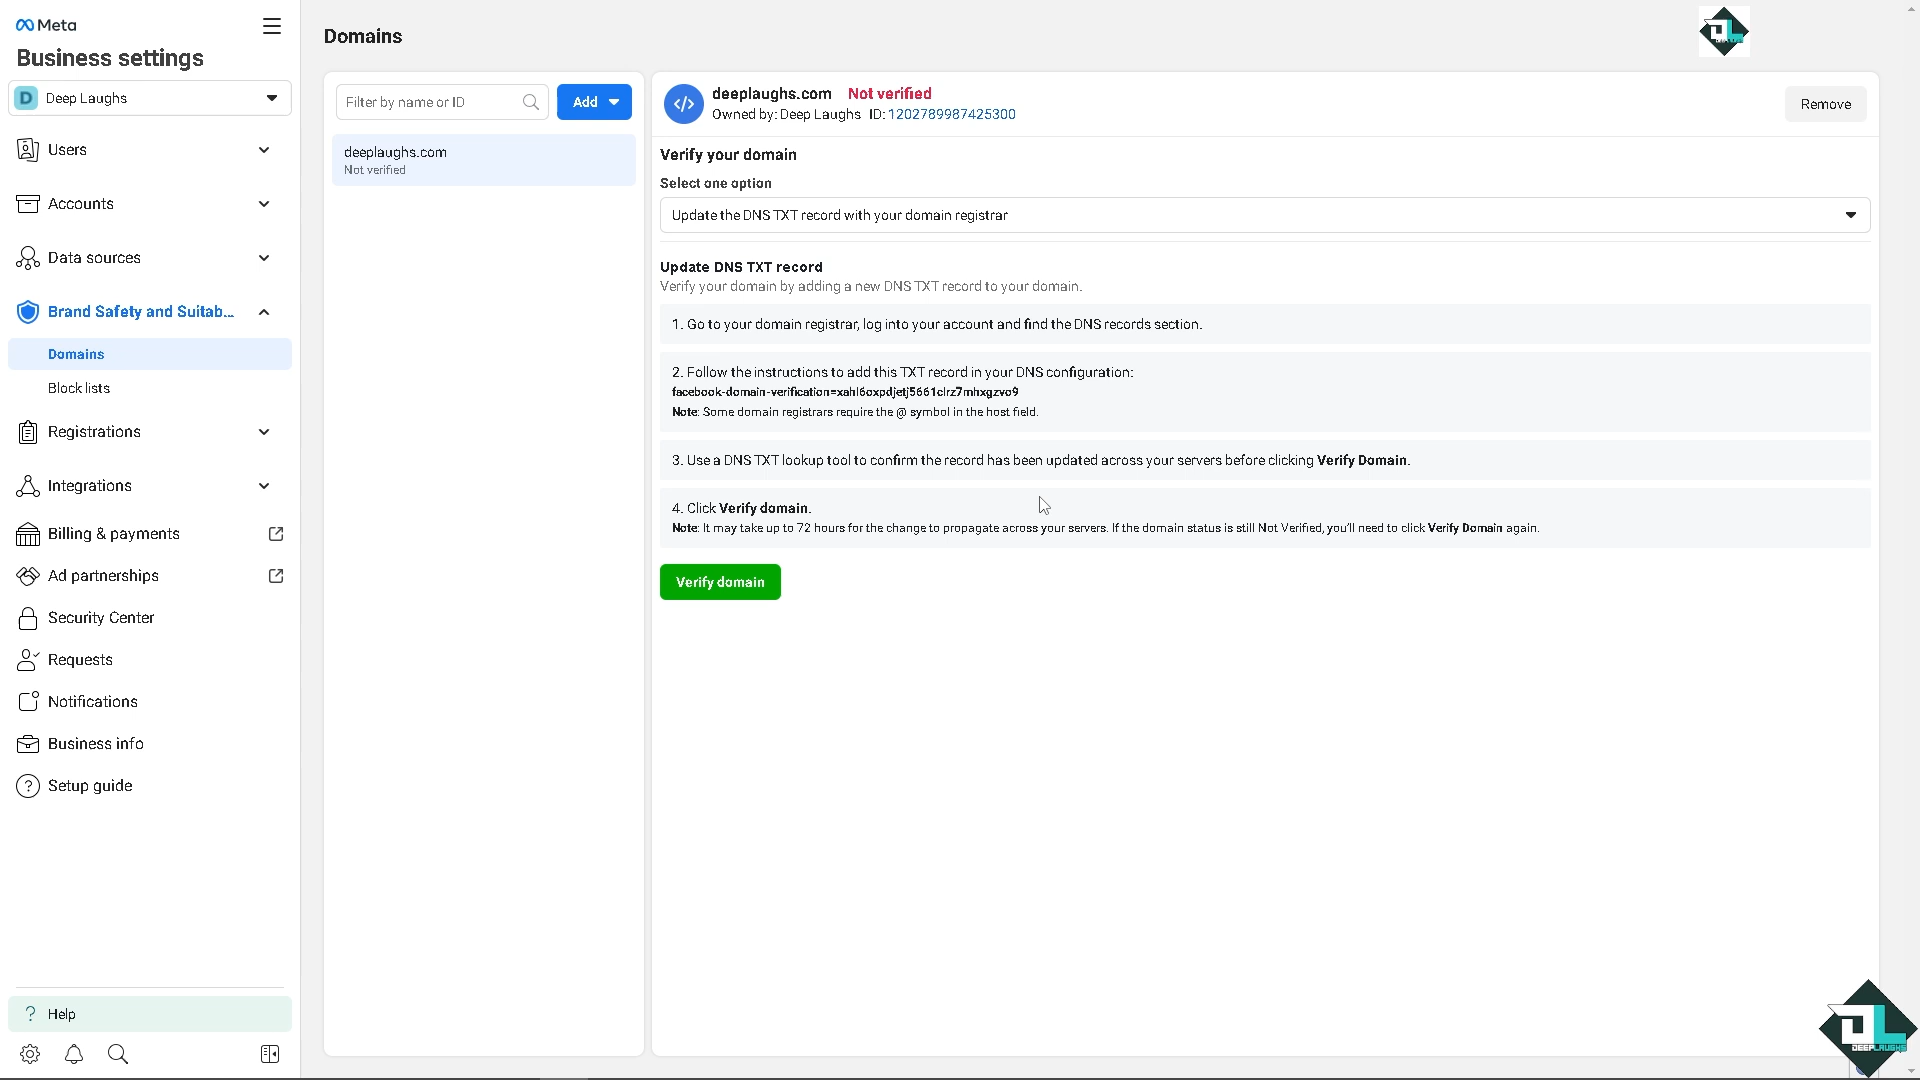 Meta
Business settings
D Deep Laughs
Users
Accounts
Data sources
Brand Safety and Suitab...
Domains
Block lists
Registrations
Integrations
Billing & payments
Ad partnerships
Security Center
Requests
Notifications
Business info
Setup guide
? Help
Domains
Filter by name or ID
Add
deeplaughs.com
Not verified
deeplaughs.com Not verified
Owned by: Deep Laughs ID: 1202789987425300
Remove
Verify your domain
Select one option
Update the DNS TXT record with your domain registrar
Update DNS TXT record
Verify your domain by adding a new DNS TXT record to your domain.
1. Go to your domain registrar, log into your account and find the DNS records section.
2. Follow the instructions to add this TXT record in your DNS configuration:
facebook-domain-verification=xahl6oxpdjetj5661clrz7mhxgzvo9
Note: Some domain registrars require the @ symbol in the host field.
3. Use a DNS TXT lookup tool to confirm the record has been updated across your servers before clicking Verify Domain.
4. Click Verify domain.
Note: It may take up to 72 hours for the change to propagate across your servers. If the domain status is still Not Verified, you'll need to click Verify Domain again.
Verify domain
DL
DEEPLAUGHS